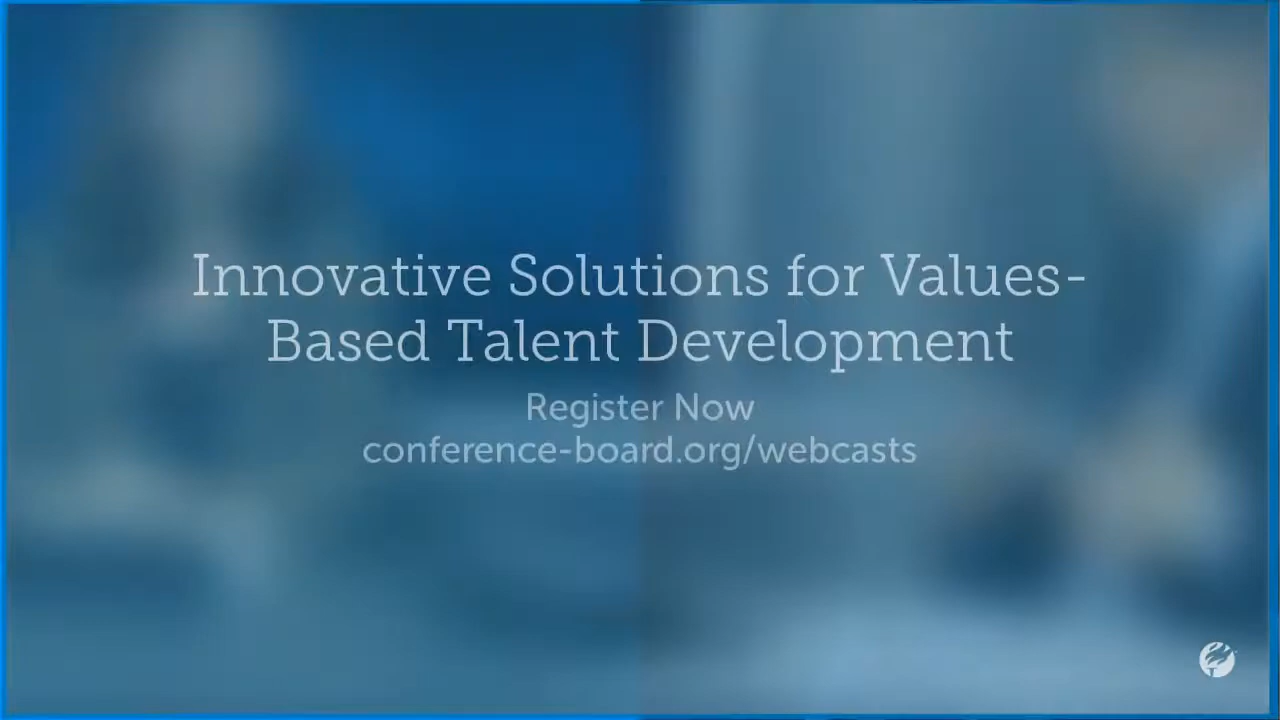 Innovative Solutions for Values-
Based Talent Development
Register Now
conference-board.org/webcasts